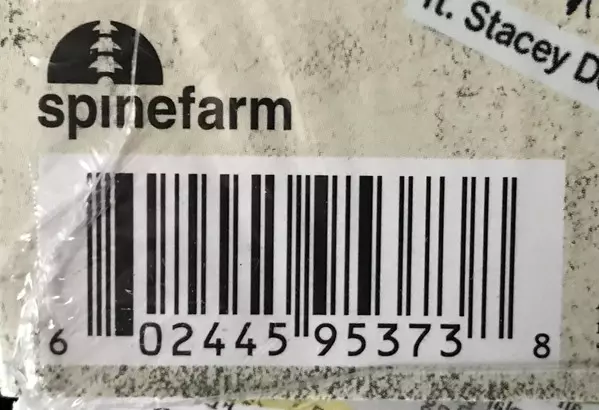 ft. Stacey D
spinefarm
6 02445 95373 8